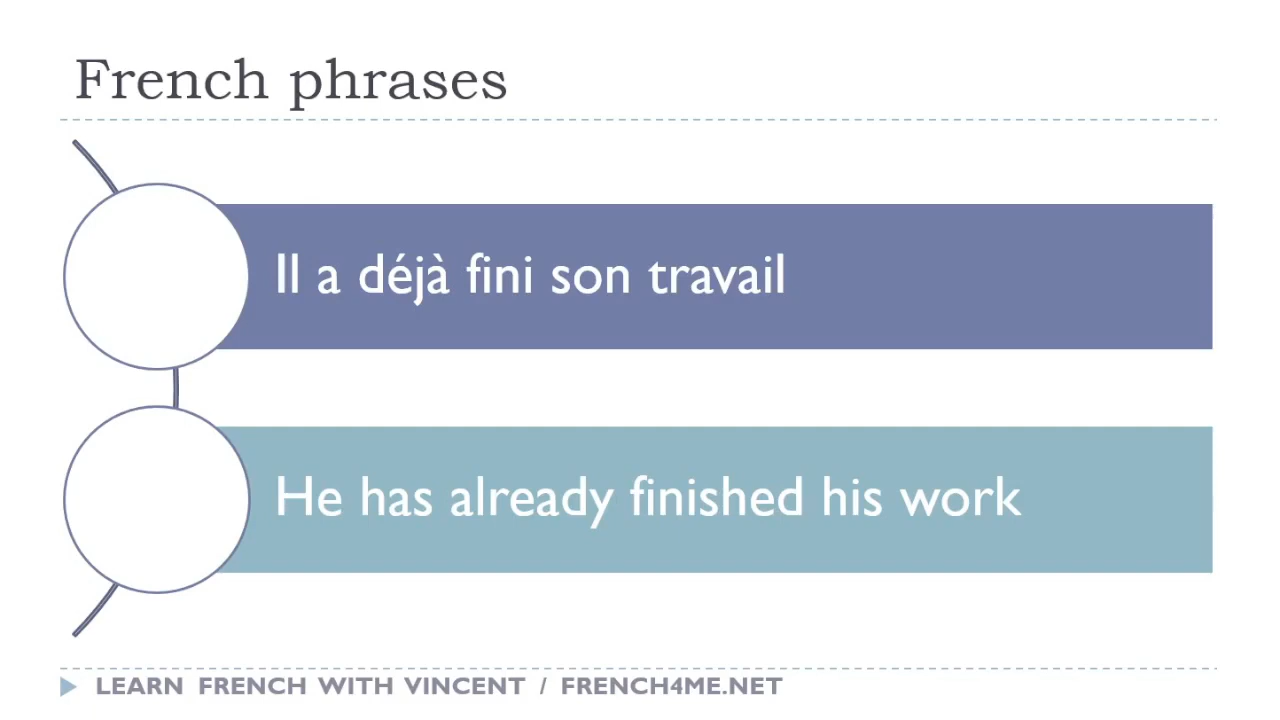 French phrases
Il a déjà fini son travail
He has already finished his work
LEARN FRENCH WITH VINCENT / FRENCH4ME.NET